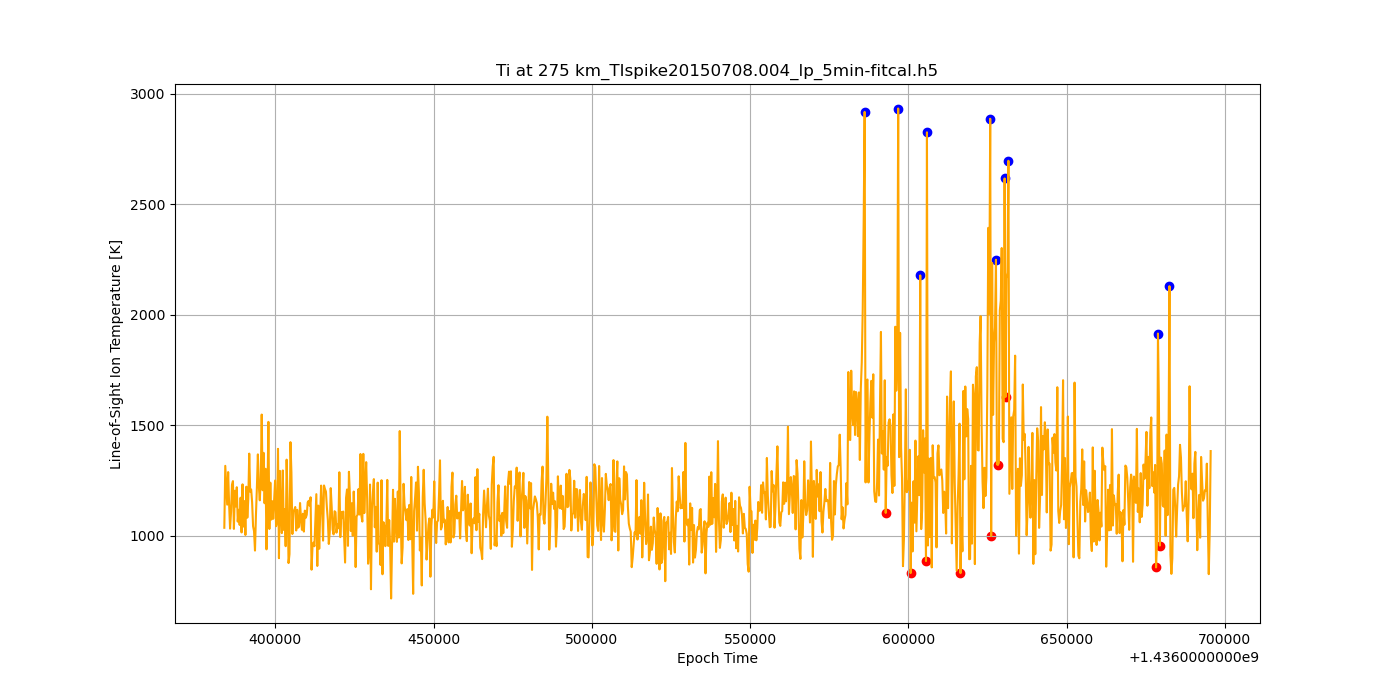 Ti at 275 km_TIspike20150708.004_lp_5min-fitcal.h5
3000
2500
2000
1500
1000
Line-of-Sight Ion Temperature [K]
400000 450000 500000 550000 600000 650000 700000
Epoch Time
+1.4360000000e9